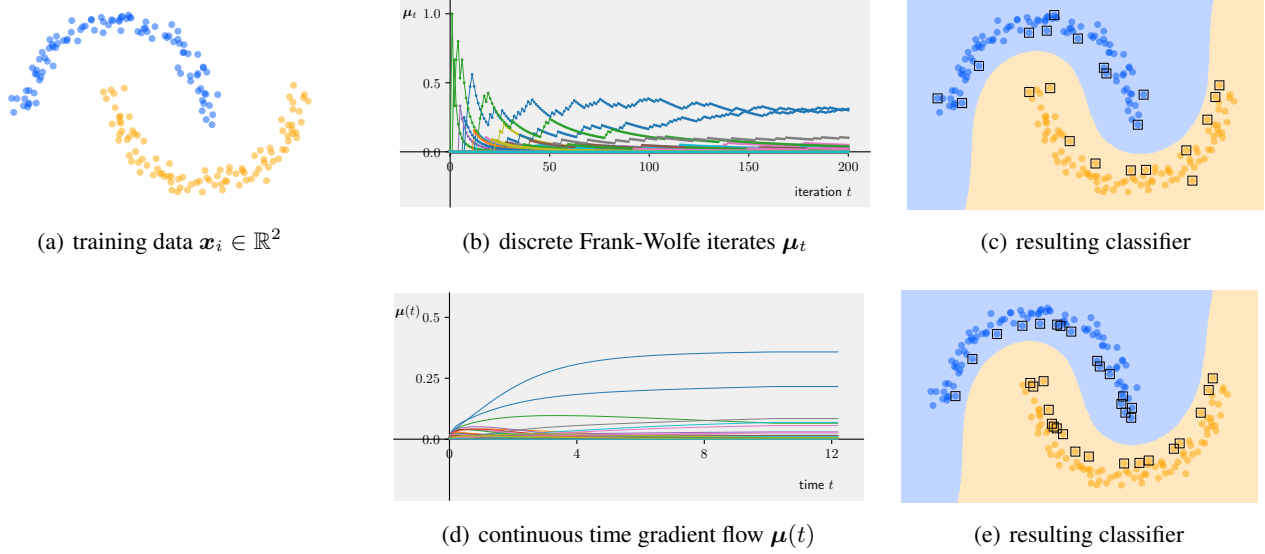 (a) training data xᵢ ∈ ℝ²
μₜ
1.0
0.5
0.0
0 50 100 150 200
iteration t
(b) discrete Frank-Wolfe iterates μₜ
(c) resulting classifier
μ(t)
0.5
0.25
0.0
0 4 8 12
time t
(d) continuous time gradient flow μ(t)
(e) resulting classifier